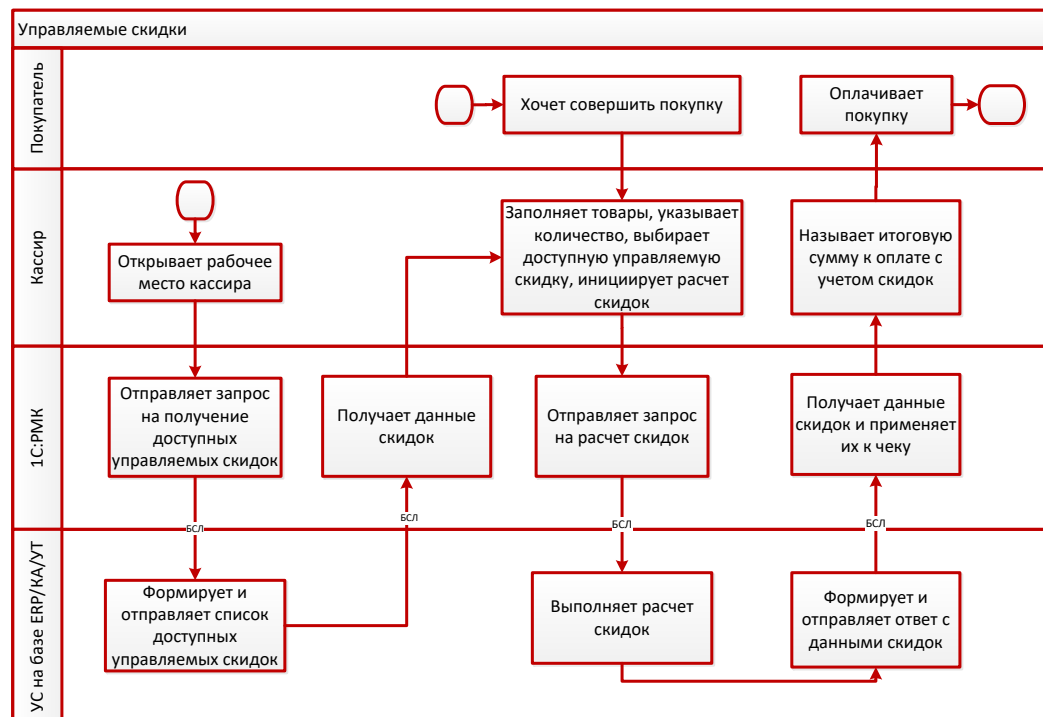 Управляемые скидки
Покупатель
Хочет совершить покупку
Оплачивает
покупку
Кассир
Открывает рабочее
место кассира
Заполняет товары, указывает
количество, выбирает
доступную управляемую
скидку, инициирует расчет
скидок
Называет итоговую
сумму к оплате с
учетом скидок
1С:РМК
Отправляет запрос
на получение
доступных
управляемых скидок
Получает данные
скидок
Отправляет запрос
на расчет скидок
Получает данные
скидок и применяет
их к чеку
БСЛ
БСЛ
БСЛ
БСЛ
УС на базе ERP/КА/УТ
Формирует и
отправляет список
доступных
управляемых скидок
Выполняет расчет
скидок
Формирует и
отправляет ответ с
данными скидок